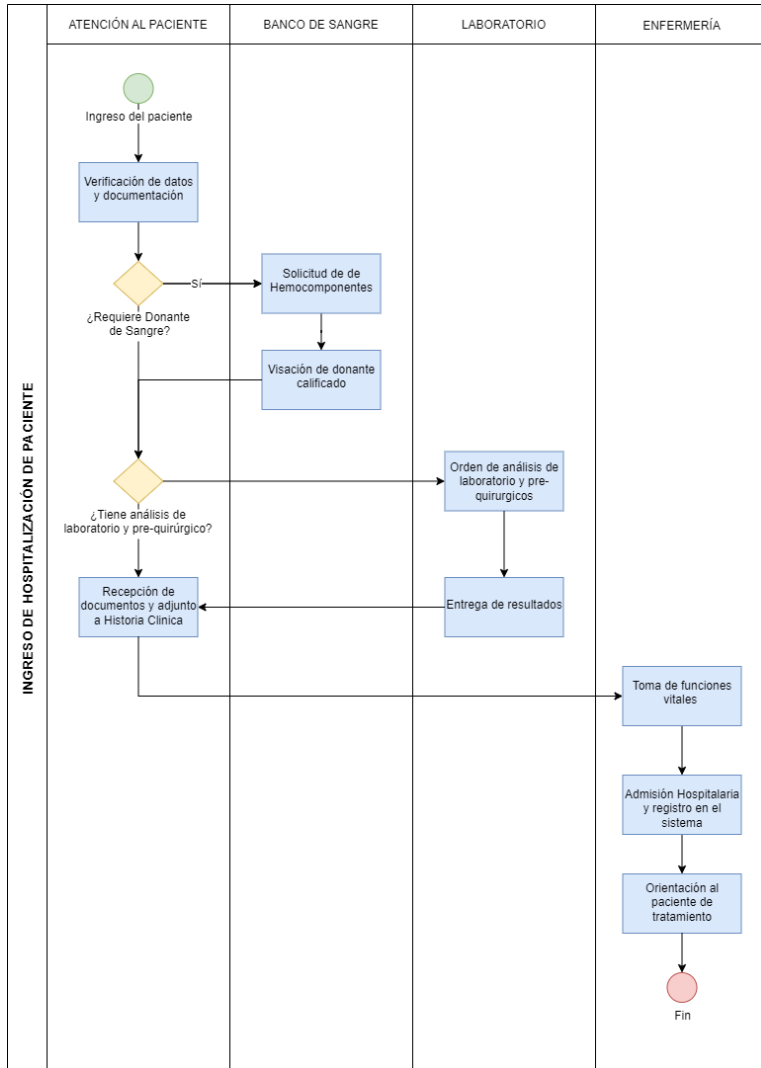 ATENCIÓN AL PACIENTE
BANCO DE SANGRE
LABORATORIO
ENFERMERÍA
INGRESO DE HOSPITALIZACIÓN DE PACIENTE
Ingreso del paciente
Verificación de datos
y documentación
Sí
¿Requiere Donante
de Sangre?
Solicitud de de
Hemocomponentes
Visación de donante
calificado
¿Tiene análisis de
laboratorio y pre-quirúrgico?
Orden de análisis de
laboratorio y pre-
quirurgicos
Entrega de resultados
Recepción de
documentos y adjunto
a Historia Clinica
Toma de funciones
vitales
Admisión Hospitalaria
y registro en el
sistema
Orientación al
paciente de
tratamiento
Fin